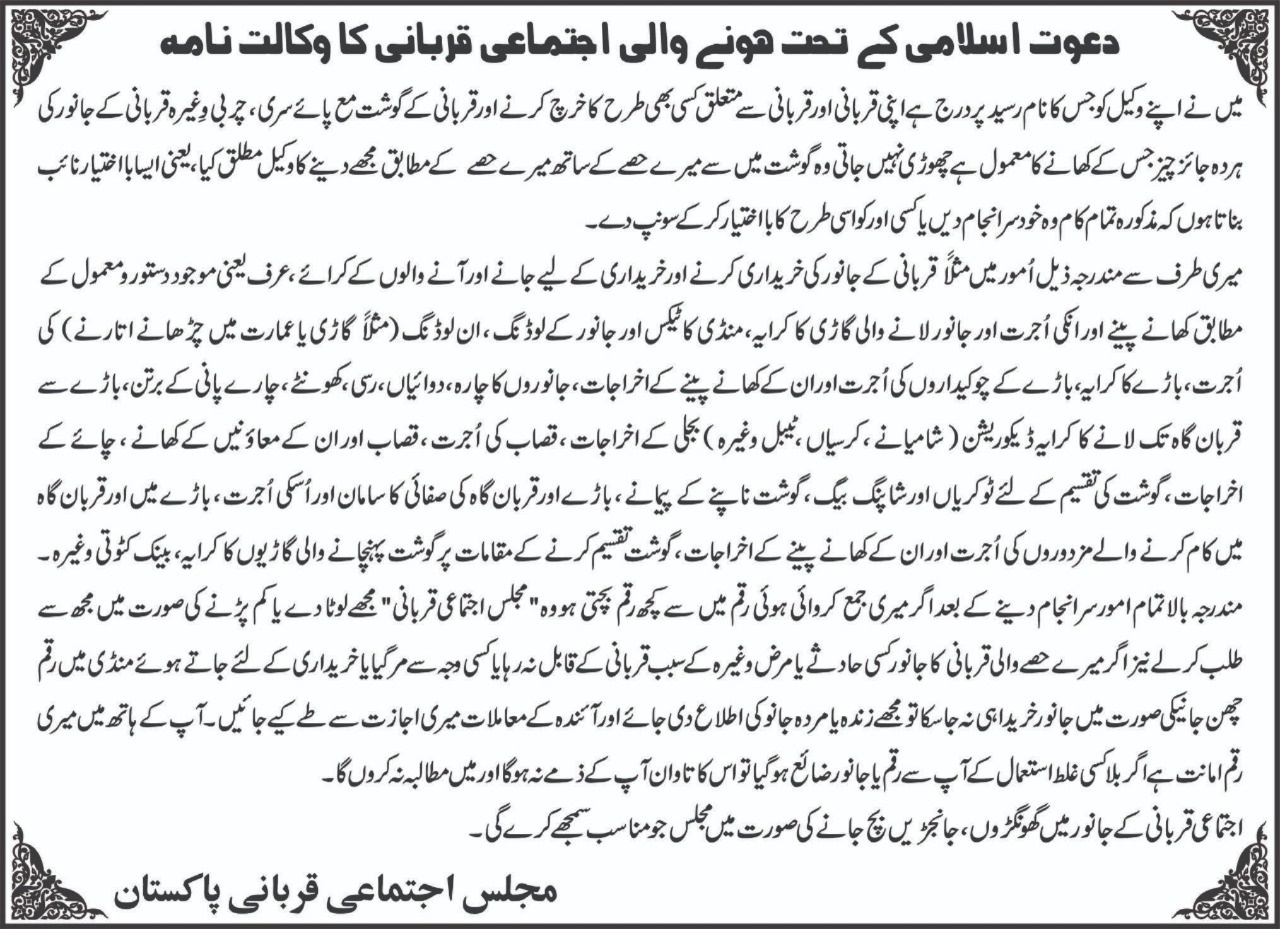 دعوت اسلامی کے تحت ہونے والی اجتماعی قربانی کا وکالت نامہ
میں نے اپنے وکیل کو جس کا نام رسید پر درج ہے اپنی قربانی اور قربانی سے متعلق کسی بھی طرح کا خرچ کرنے اور قربانی کے گوشت مع پائے سری، چربی وغیرہ قربانی کے جانور کی
ہر وہ جائز چیز جس کے کھانے کا معمول ہے چھوڑی نہیں جاتی وہ گوشت میں سے میرے حصے کے ساتھ میرے حصے کے مطابق مجھے دینے کا وکیل مطلق کیا، یعنی ایسا با اختیار نائب
بناتا ہوں کہ مذکورہ تمام کام وہ خود سرانجام دیں یا کسی اور کو اسی طرح کا با اختیار کر کے سونپ دے۔
میری طرف سے مندرجہ ذیل اُمور میں مثلاً قربانی کے جانور کی خریداری کرنے اور خریداری کے لیے جانے اور آنے والوں کے کرائے، عرف یعنی موجود دستور و معمول کے
مطابق کھانے پینے اور انکی اُجرت اور جانور لانے والی گاڑی کا کرایہ، منڈی کا ٹیکس اور جانور کے لوڈنگ، ان لوڈنگ (مثلاً گاڑی یا عمارت میں چڑھانے اتارنے) کی
اُجرت، باڑے کا کرایہ، باڑے کے چوکیداروں کی اُجرت اور ان کے کھانے پینے کے اخراجات، جانوروں کا چارہ، دوائیاں، رسی، کھونٹے، چارے پانی کے برتن، باڑے سے
قربان گاہ تک لانے کا کرایہ ڈیکوریشن (شامیانے، کرسیاں، ٹیبل وغیرہ) بجلی کے اخراجات، قصاب کی اُجرت، قصاب اور ان کے معاؤنین کے کھانے، چائے کے
اخراجات، گوشت کی تقسیم کے لئے ٹوکریاں اور شاپنگ بیگ، گوشت ناپنے کے پیمانے، باڑے اور قربان گاہ کی صفائی کا سامان اور اُسکی اُجرت، باڑے میں اور قربان گاہ
میں کام کرنے والے مزدوروں کی اُجرت اور ان کے کھانے پینے کے اخراجات، گوشت تقسیم کرنے کے مقامات پر گوشت پہنچانے والی گاڑیوں کا کرایہ، بینک کٹوتی وغیرہ۔
مندرجہ بالا تمام امور سرانجام دینے کے بعد اگر میری جمع کروائی ہوئی رقم میں سے کچھ رقم بچتی ہو وہ "مجلس اجتماعی قربانی" مجھے لوٹا دے یا کم پڑنے کی صورت میں مجھ سے
طلب کر لے نیز اگر میرے حصے والی قربانی کا جانور کسی حادثے یا مرض وغیرہ کے سبب قربانی کے قابل نہ رہا یا کسی وجہ سے مر گیا یا خریداری کے لئے جاتے ہوئے منڈی میں رقم
چھن جانیکی صورت میں جانور خریدا ہی نہ جا سکا تو مجھے زندہ یا مردہ جانو کی اطلاع دی جائے اور آئندہ کے معاملات میری اجازت سے طے کیے جائیں۔ آپ کے ہاتھ میں میری
رقم امانت ہے اگر بلا کسی غلط استعمال کے آپ سے رقم یا جانور ضائع ہو گیا تو اس کا تاوان آپ کے ذمے نہ ہوگا اور میں مطالبہ نہ کروں گا۔
اجتماعی قربانی کے جانور میں گھونگڑوں، جانجڑیں بچ جانے کی صورت میں مجلس جو مناسب سمجھے کرے گی۔
مجلس اجتماعی قربانی پاکستان